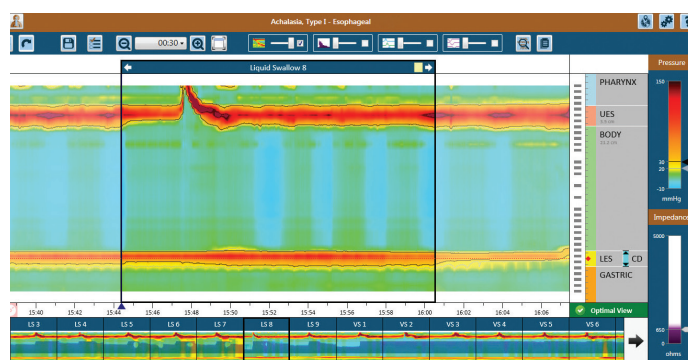 Achalasia, Type I - Esophageal
00:30
Liquid Swallow 8
Pressure
150
30
20
-10
mmHg
PHARYNX
UES
BODY
LES
CD
GASTRIC
Impedance
5000
650
0
ohms
15:40 15:42 15:44 15:46 15:48 15:50 15:52 15:54 15:56 15:58 16:00 16:02 16:04 16:06
Optimal View
LS 3 LS 4 LS 5 LS 6 LS 7 LS 8 LS 9 VS 1 VS 2 VS 3 VS 4 VS 5 VS 6